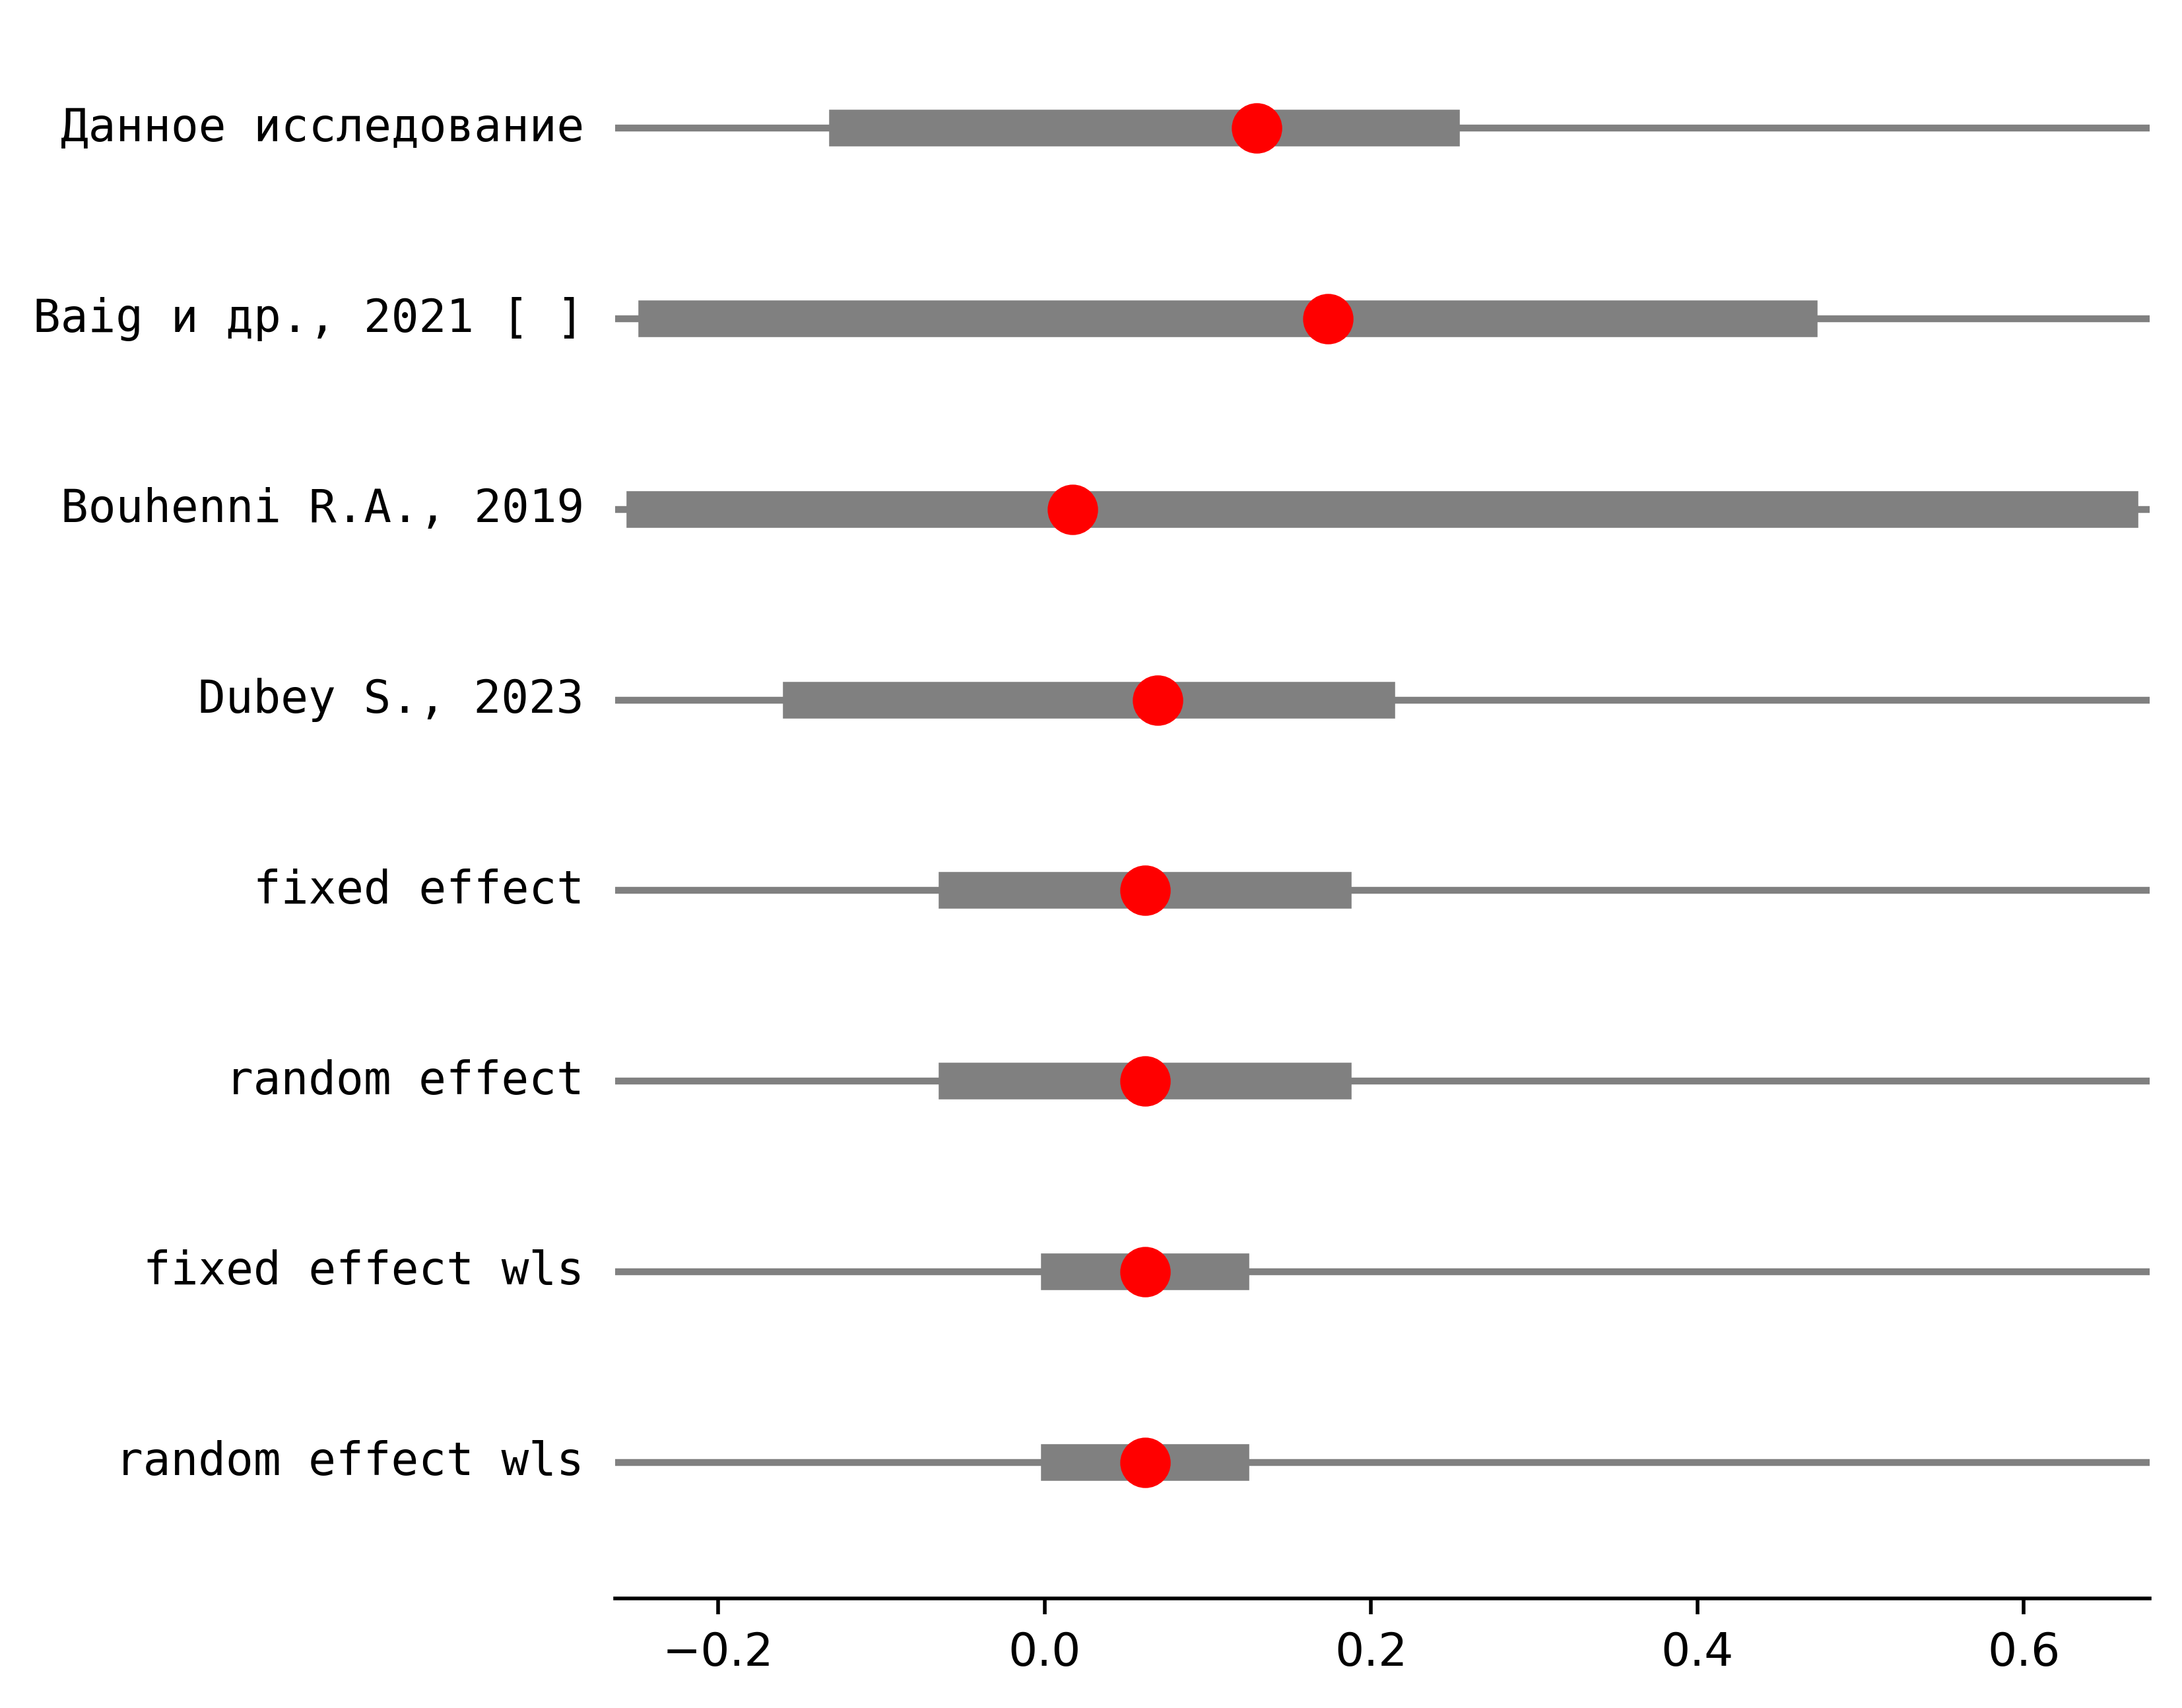 Данное исследование
Baig и др., 2021 [ ]
Bouhenni R.A., 2019
Dubey S., 2023
fixed effect
random effect
fixed effect wls
random effect wls
−0.2 0.0 0.2 0.4 0.6